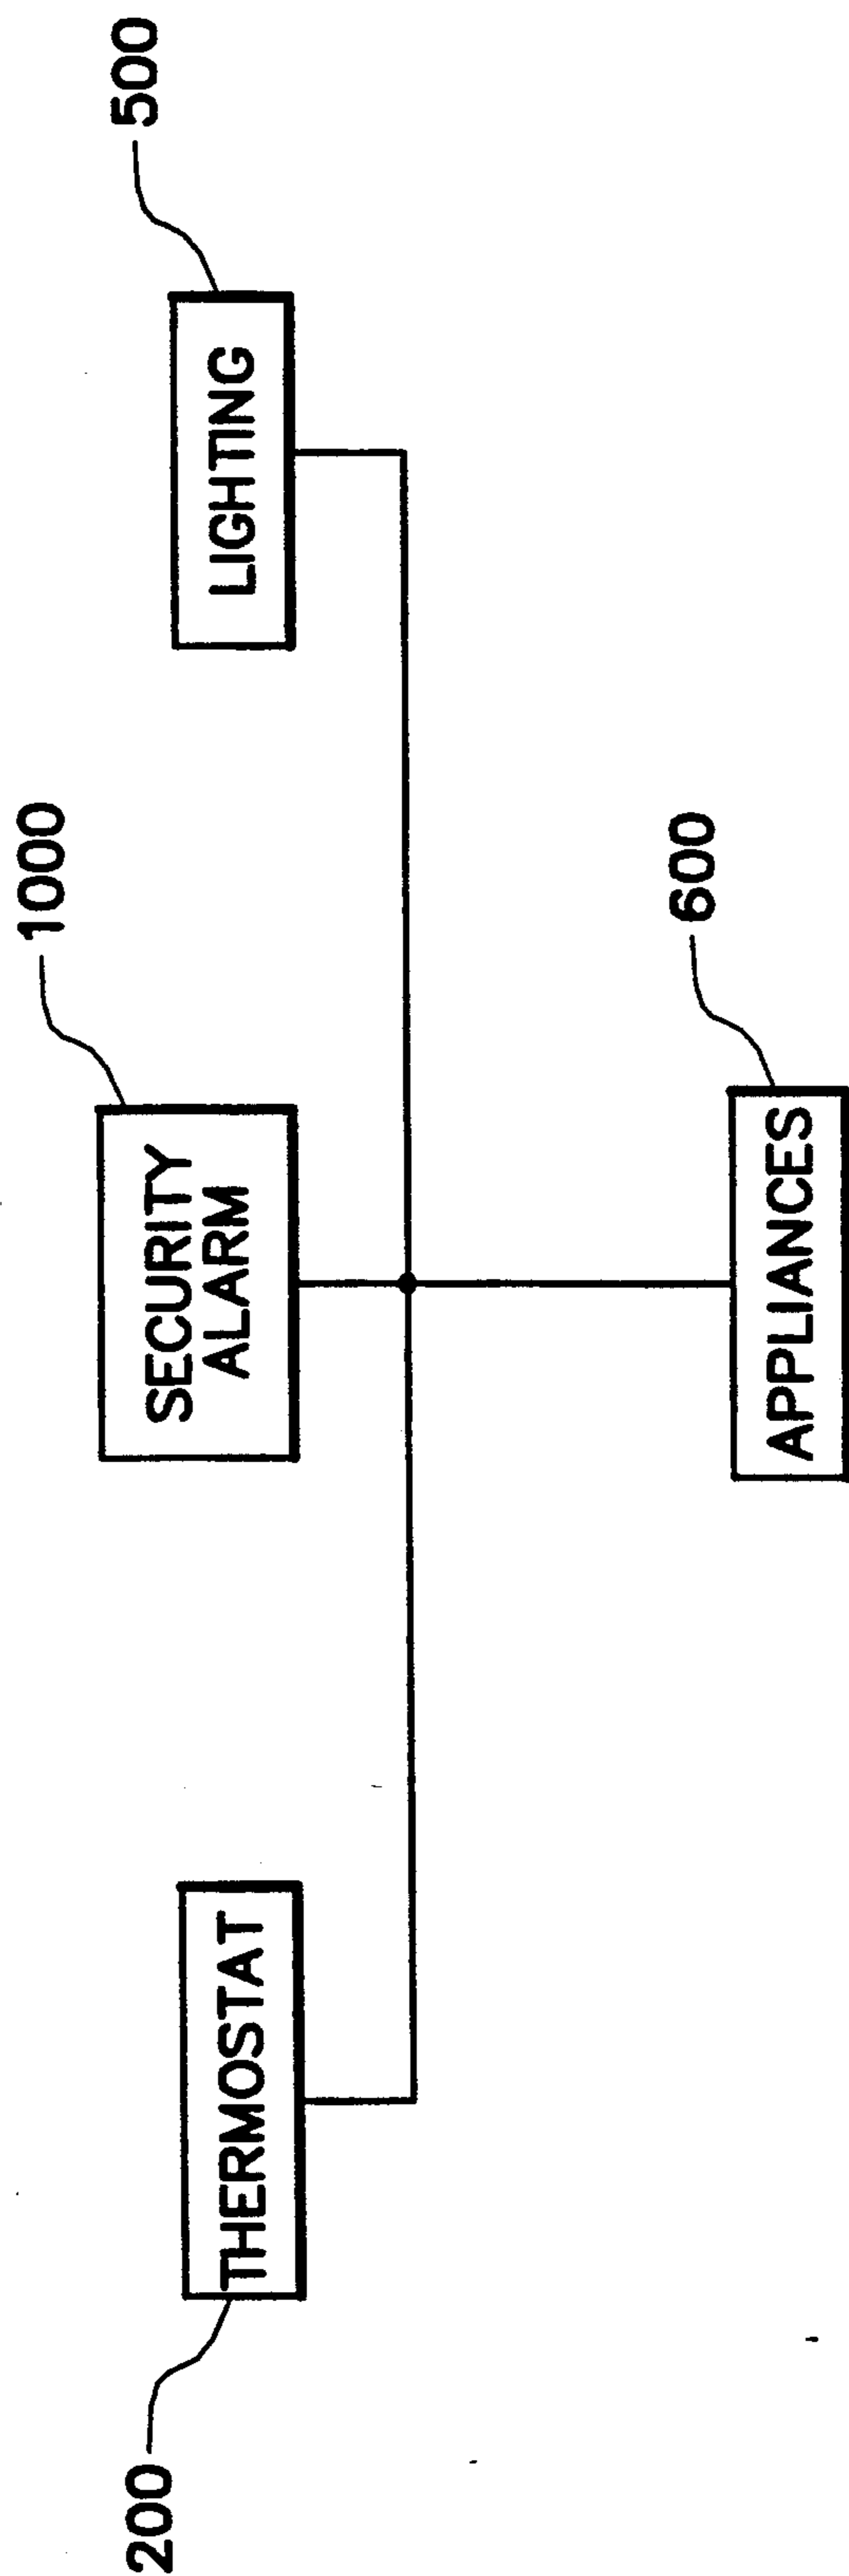 1000
500
SECURITY
ALARM
LIGHTING
THERMOSTAT
200
600
APPLIANCES